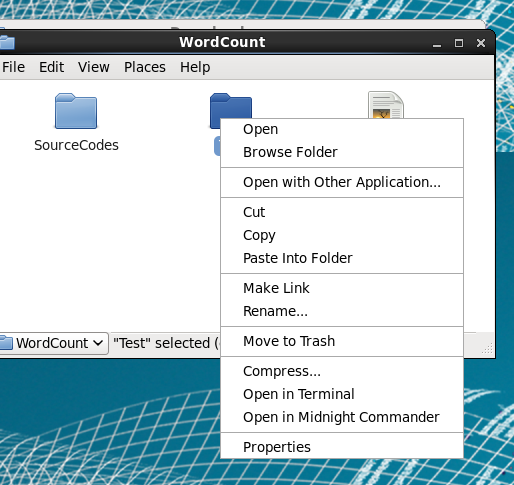 WordCount
File Edit View Places Help
SourceCodes
Open
Browse Folder
Open with Other Application...
Cut
Copy
Paste Into Folder
Make Link
Rename...
Move to Trash
Compress...
Open in Terminal
Open in Midnight Commander
Properties
WordCount "Test" selected (